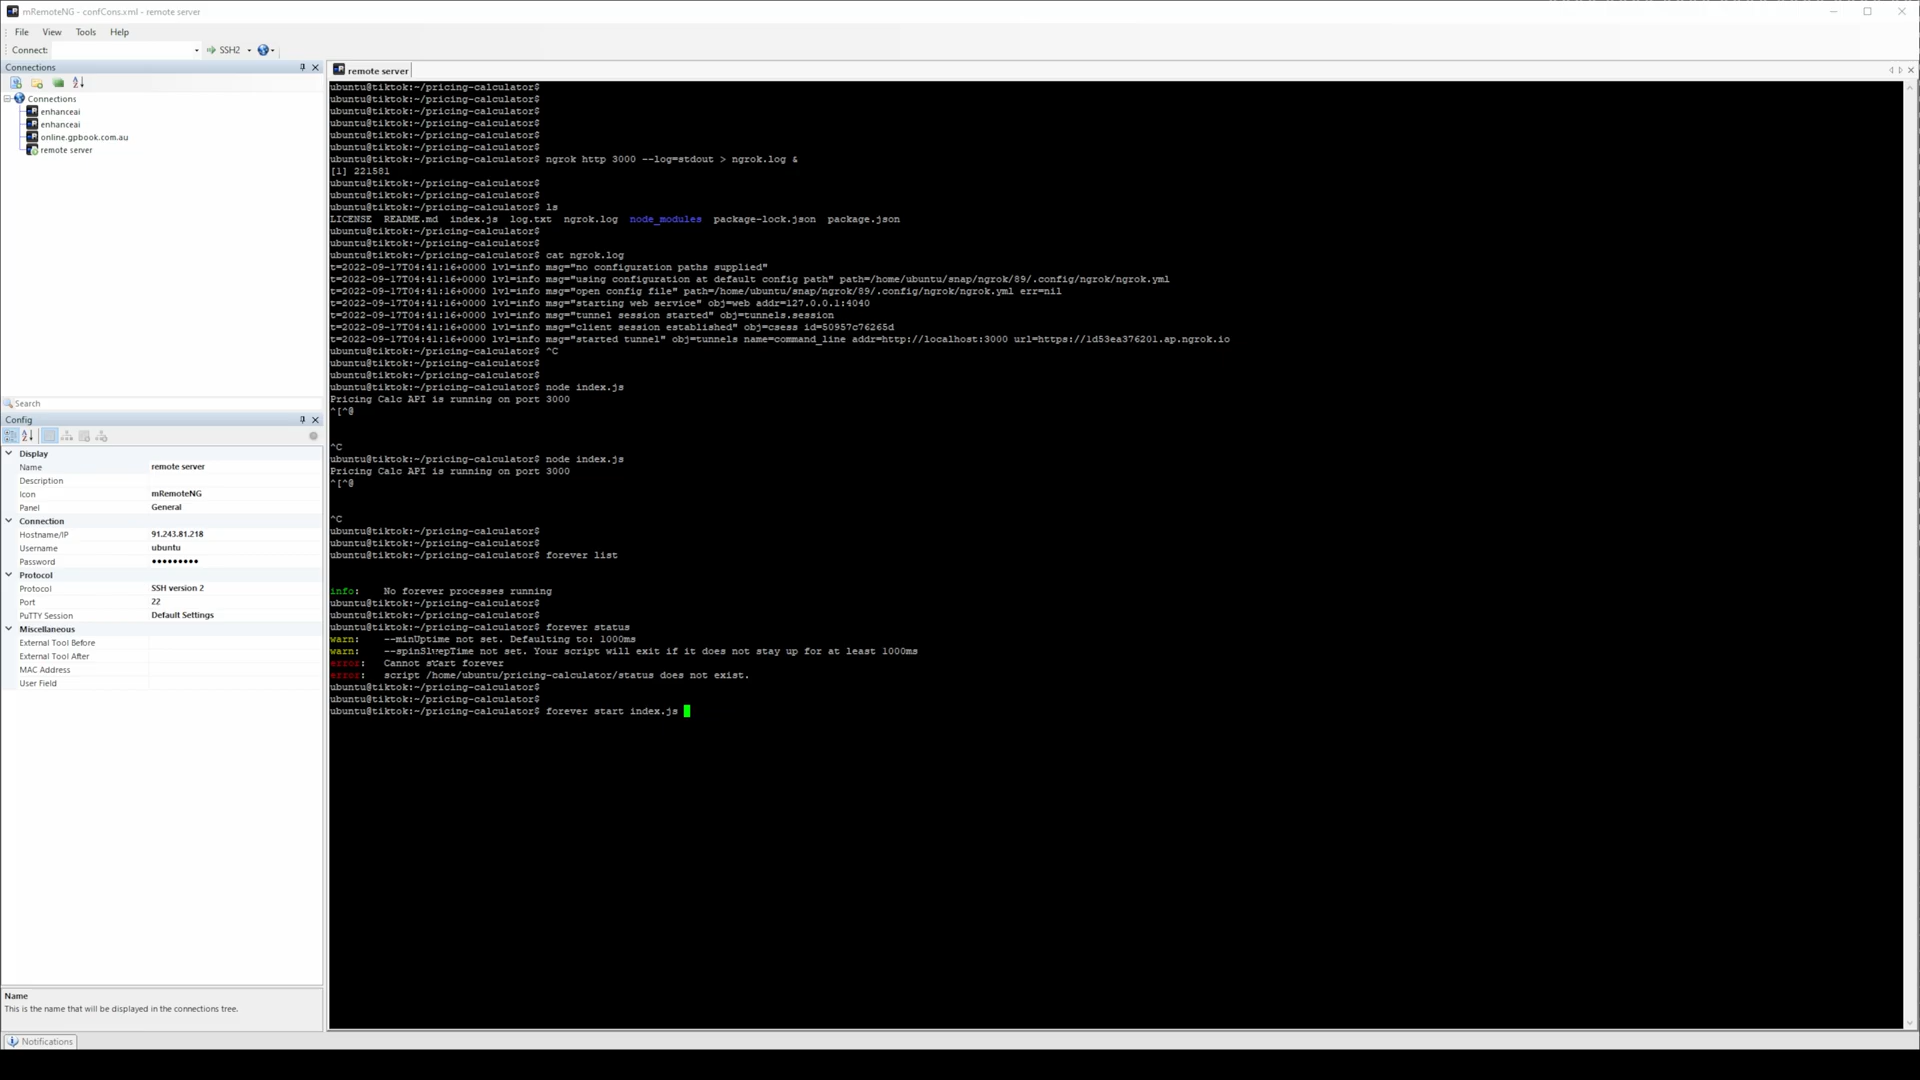 mRemoteNG - confCons.xml - remote server
File View Tools Help
Connect: SSH2
Connections
Connections
enhanceai
enhanceai
online.gpbook.com.au
remote server
Search
Config
Display
Name remote server
Description
Icon mRemoteNG
Panel General
Connection
Hostname/IP 91.243.81.218
Username ubuntu
Password •••••••••
Protocol
Protocol SSH version 2
Port 22
PuTTY Session Default Settings
Miscellaneous
External Tool Before
External Tool After
MAC Address
User Field
Name
This is the name that will be displayed in the connections tree.
Notifications
remote server
ubuntu@tiktok:~/pricing-calculator$
ubuntu@tiktok:~/pricing-calculator$
ubuntu@tiktok:~/pricing-calculator$
ubuntu@tiktok:~/pricing-calculator$
ubuntu@tiktok:~/pricing-calculator$
ubuntu@tiktok:~/pricing-calculator$
ubuntu@tiktok:~/pricing-calculator$ ngrok http 3000 --log=stdout > ngrok.log &
[1] 221581
ubuntu@tiktok:~/pricing-calculator$
ubuntu@tiktok:~/pricing-calculator$
ubuntu@tiktok:~/pricing-calculator$ ls
LICENSE README.md index.js log.txt ngrok.log node_modules package-lock.json package.json
ubuntu@tiktok:~/pricing-calculator$
ubuntu@tiktok:~/pricing-calculator$
ubuntu@tiktok:~/pricing-calculator$ cat ngrok.log
t=2022-09-17T04:41:16+0000 lvl=info msg="no configuration paths supplied"
t=2022-09-17T04:41:16+0000 lvl=info msg="using configuration at default config path" path=/home/ubuntu/snap/ngrok/89/.config/ngrok/ngrok.yml
t=2022-09-17T04:41:16+0000 lvl=info msg="open config file" path=/home/ubuntu/snap/ngrok/89/.config/ngrok/ngrok.yml err=nil
t=2022-09-17T04:41:16+0000 lvl=info msg="starting web service" obj=web addr=127.0.0.1:4040
t=2022-09-17T04:41:16+0000 lvl=info msg="tunnel session started" obj=tunnels.session
t=2022-09-17T04:41:16+0000 lvl=info msg="client session established" obj=csess id=50957c76265d
t=2022-09-17T04:41:16+0000 lvl=info msg="started tunnel" obj=tunnels name=command_line addr=http://localhost:3000 url=https://1d53ea376201.ap.ngrok.io
ubuntu@tiktok:~/pricing-calculator$ ^C
ubuntu@tiktok:~/pricing-calculator$
ubuntu@tiktok:~/pricing-calculator$
ubuntu@tiktok:~/pricing-calculator$ node index.js
Pricing Calc API is running on port 3000
^[^@
^C
ubuntu@tiktok:~/pricing-calculator$ node index.js
Pricing Calc API is running on port 3000
^[^@
^C
ubuntu@tiktok:~/pricing-calculator$
ubuntu@tiktok:~/pricing-calculator$
ubuntu@tiktok:~/pricing-calculator$ forever list
info: No forever processes running
ubuntu@tiktok:~/pricing-calculator$
ubuntu@tiktok:~/pricing-calculator$
ubuntu@tiktok:~/pricing-calculator$ forever status
warn: --minUptime not set. Defaulting to: 1000ms
warn: --spinSleepTime not set. Your script will exit if it does not stay up for at least 1000ms
error: Cannot start forever
error: script /home/ubuntu/pricing-calculator/status does not exist.
ubuntu@tiktok:~/pricing-calculator$
ubuntu@tiktok:~/pricing-calculator$
ubuntu@tiktok:~/pricing-calculator$ forever start index.js